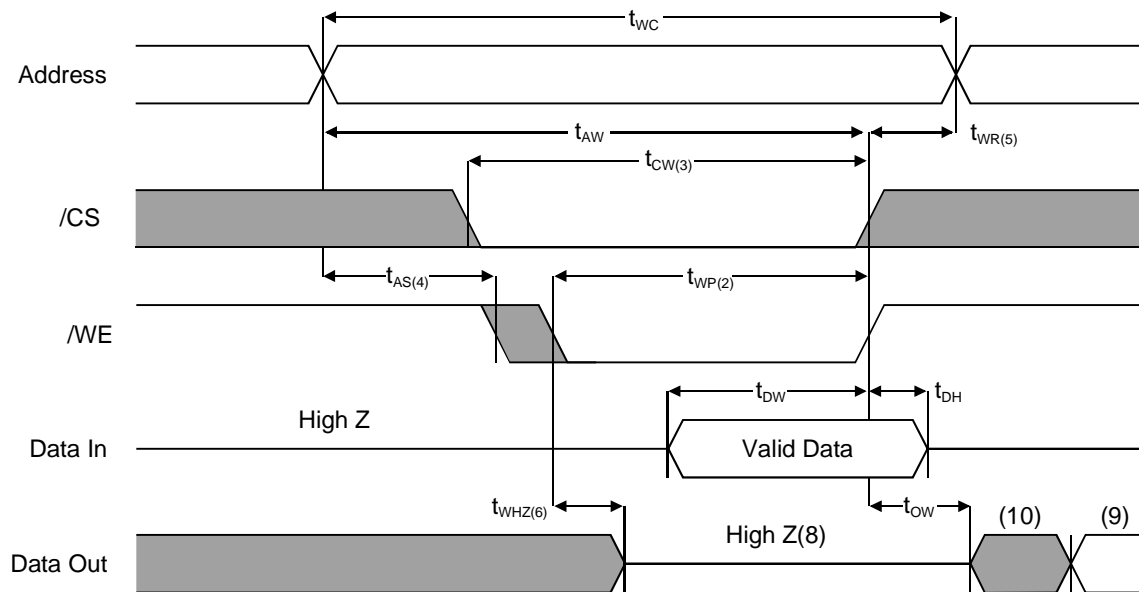 tWC
Address
tAW
tWR(5)
tCW(3)
/CS
tAS(4)
tWP(2)
/WE
tDW
tDH
High Z
Data In
Valid Data
tWHZ(6)
tOW
High Z(8)
(10)
(9)
Data Out